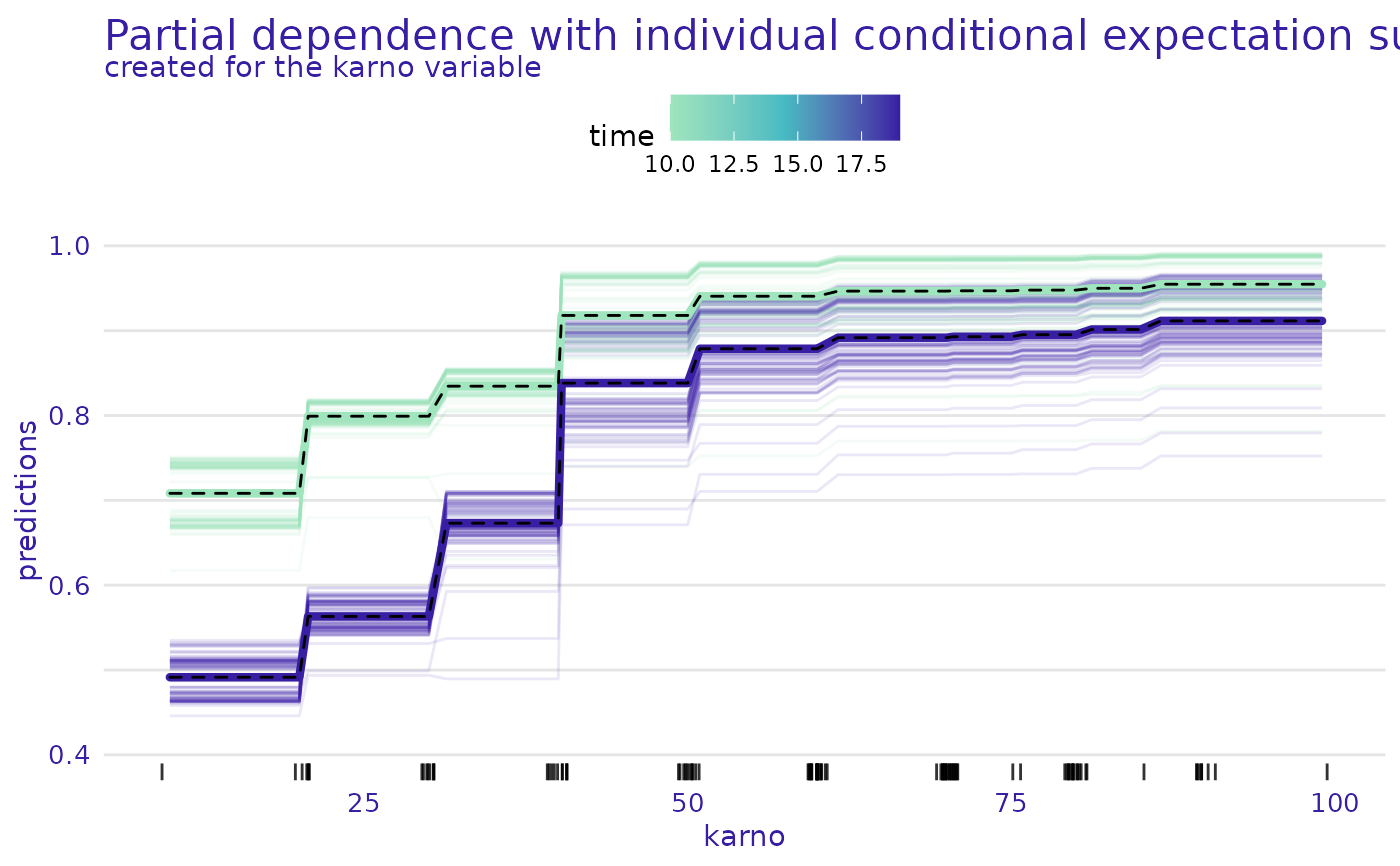 Partial dependence with individual conditional expectation su
created for the karno variable
time
10.0 12.5 15.0 17.5
1.0
0.8
0.6
0.4
predictions
25 50 75 100
karno